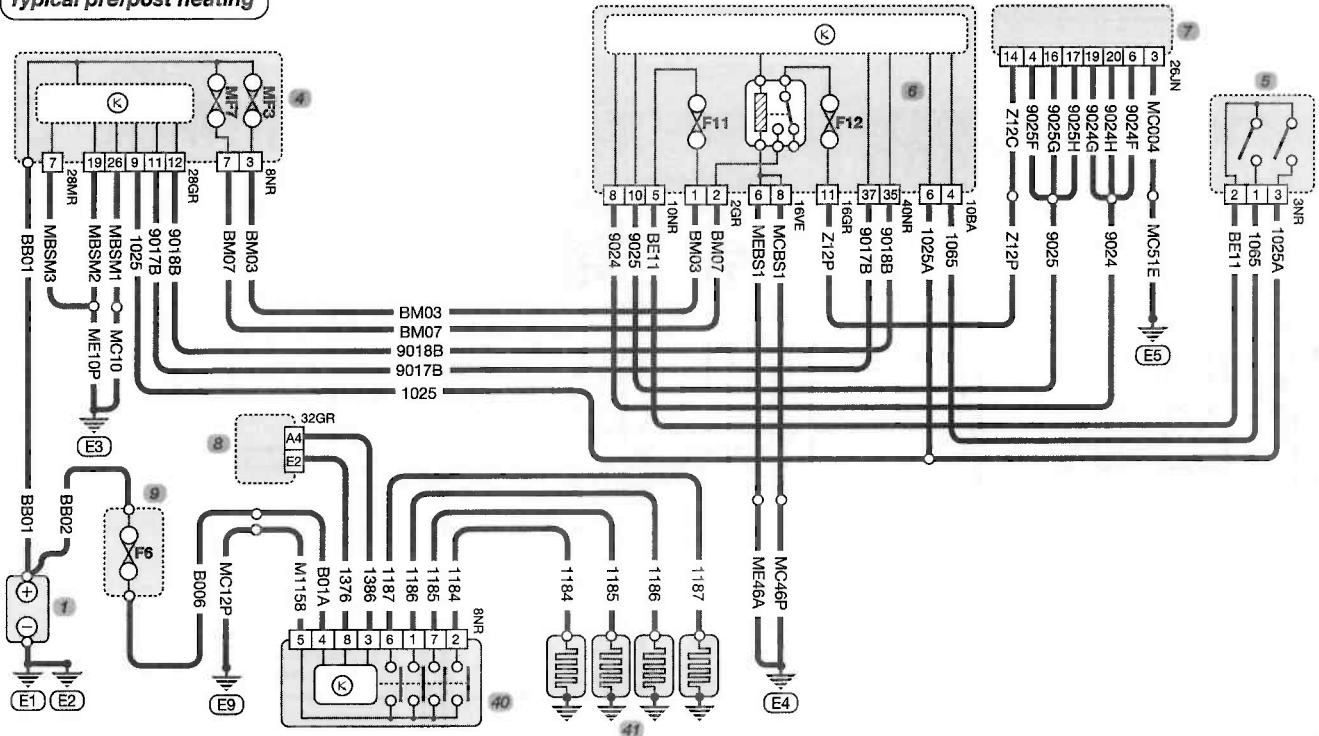 Typical pre/post heating
K
MF7
MF3
4
7
19
26
9
11
12
7
3
28MR
28GR
8NR
BB01
MBSM3
MBSM2
MBSM1
1025
9017B
9018B
BM07
BM03
ME10P
MC10
E3
BM03
BM07
9018B
9017B
1025
K
6
F11
F12
8
10
5
1
2
6
8
11
37
35
6
4
10NR
2GR
16VE
16GR
40NR
10BA
9024
9025
BE11
BM03
BM07
MEBS1
MCBS1
Z12P
9017B
9018B
1025A
1065
7
14
4
16
17
19
20
6
3
26JN
Z12C
9025F
9025G
9025H
9024G
9024H
9024F
MC004
Z12P
9025
9024
MC51E
E5
5
2
1
3
3NR
BE11
1065
1025A
8
32GR
A4
E2
BB01
BB02
9
F6
1
+
−
E1
E2
B006
MC12P
E9
M1158
B01A
1376
1386
1187
1186
1185
1184
8NR
5
4
8
3
6
1
7
2
K
40
1184
1185
1186
1187
41
ME46A
MC46P
E4